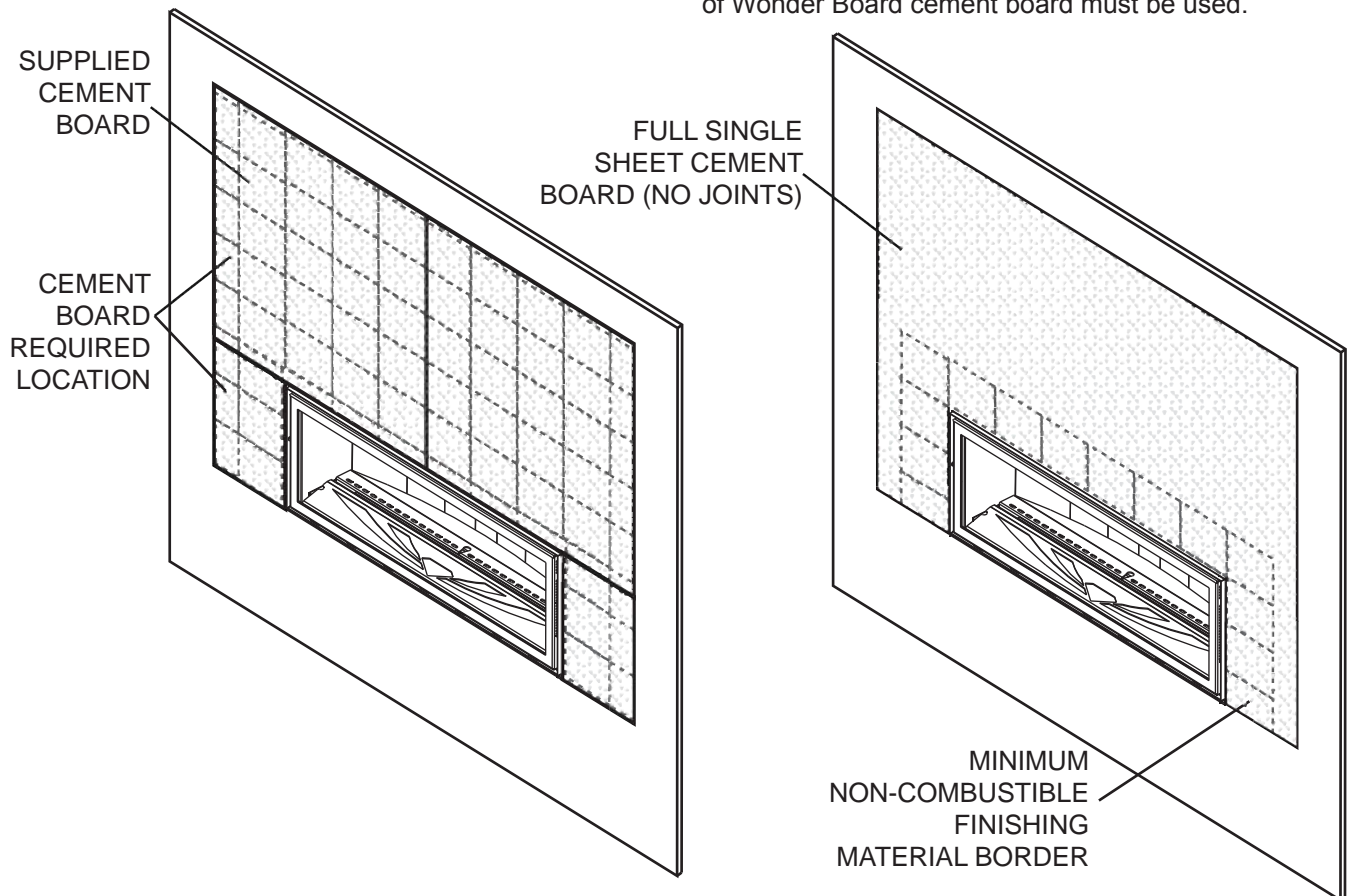 of Wonder Board cement board must be used.
SUPPLIED
CEMENT
BOARD
CEMENT
BOARD
REQUIRED
LOCATION
FULL SINGLE
SHEET CEMENT
BOARD (NO JOINTS)
MINIMUM
NON-COMBUSTIBLE
FINISHING
MATERIAL BORDER